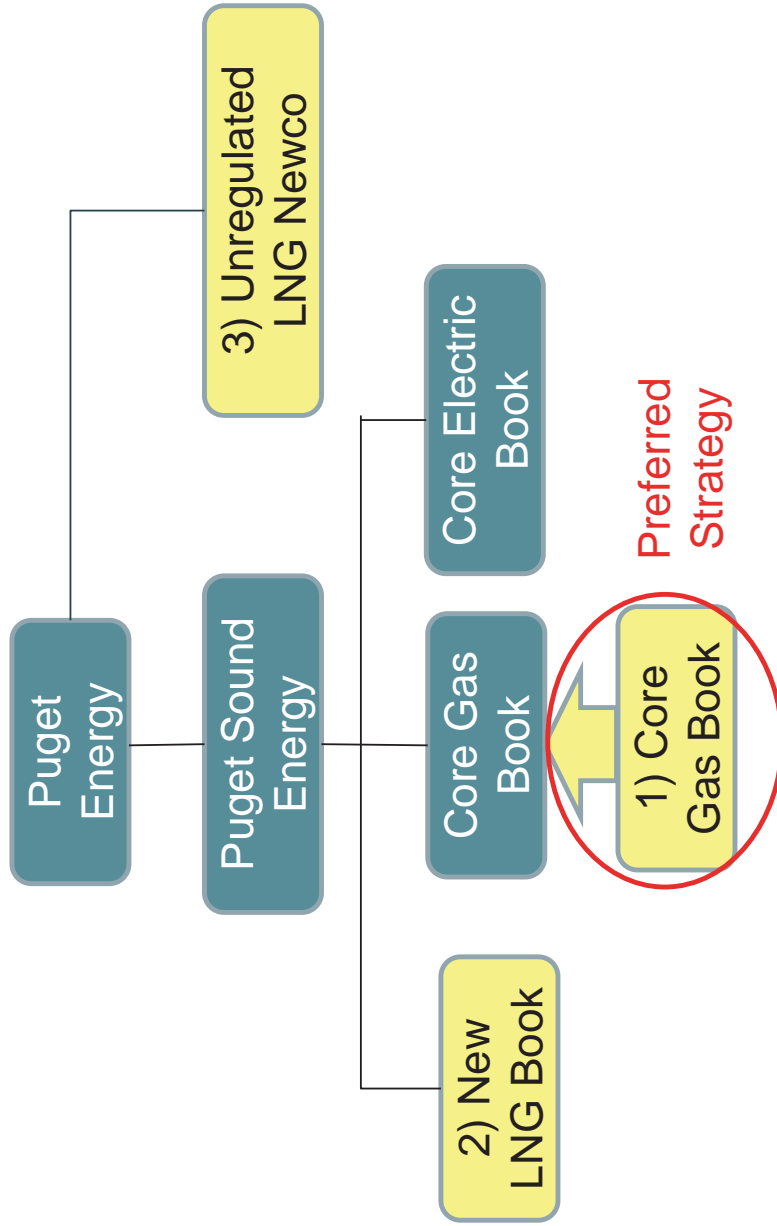 Puget
Energy
3) Unregulated
LNG Newco
Puget Sound
Energy
2) New
LNG Book
Core Gas
Book
Core Electric
Book
1) Core
Gas Book
Preferred
Strategy